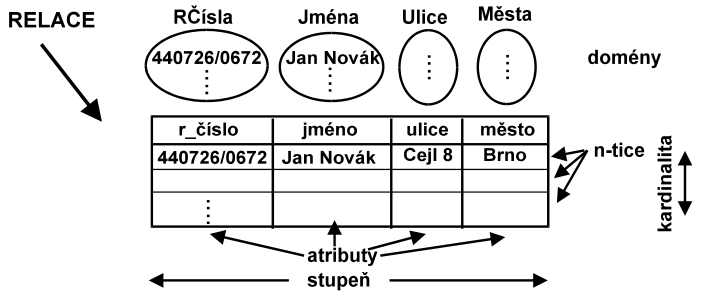 RELACE
RČísla Jména Ulice Města
440726/0672 Jan Novák domény
r_číslo jméno ulice město
440726/0672 Jan Novák Cejl 8 Brno
n-tice
kardinalita
atributy
stupeň